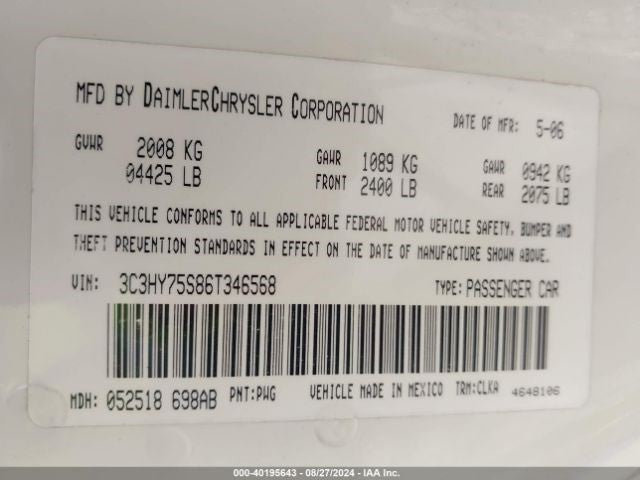 MFD BY DAIMLERCHRYSLER CORPORATION DATE OF MFR: 5-06
GVWR 2008 KG GAWR 1089 KG GAWR 0942 KG
04425 LB FRONT 2400 LB REAR 2075 LB
THIS VEHICLE CONFORMS TO ALL APPLICABLE FEDERAL MOTOR VEHICLE SAFETY, BUMPER AND
THEFT PREVENTION STANDARDS IN EFFECT ON THE DATE OF MANUFACTURE SHOWN ABOVE.
VIN: 3C3HY75S86T346568 TYPE: PASSENGER CAR
MDH: 052518 698AB PNT:PWG VEHICLE MADE IN MEXICO TRM:CLKA 4648106
000-40195643 - 08/27/2024 - IAA Inc.